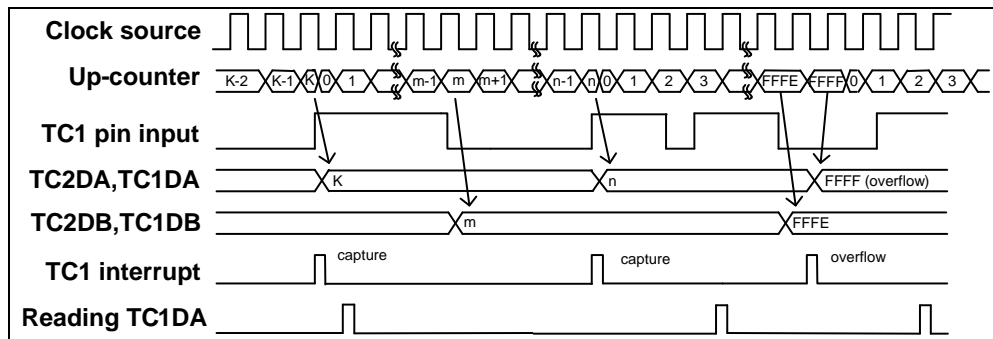 Clock source
Up-counter K-2 K-1 K 0 1 m-1 m m+1 n-1 n 0 1 2 3 FFFE FFFF 0 1 2 3
TC1 pin input
TC2DA,TC1DA K n FFFF (overflow)
TC2DB,TC1DB m FFFE
TC1 interrupt capture capture overflow
Reading TC1DA